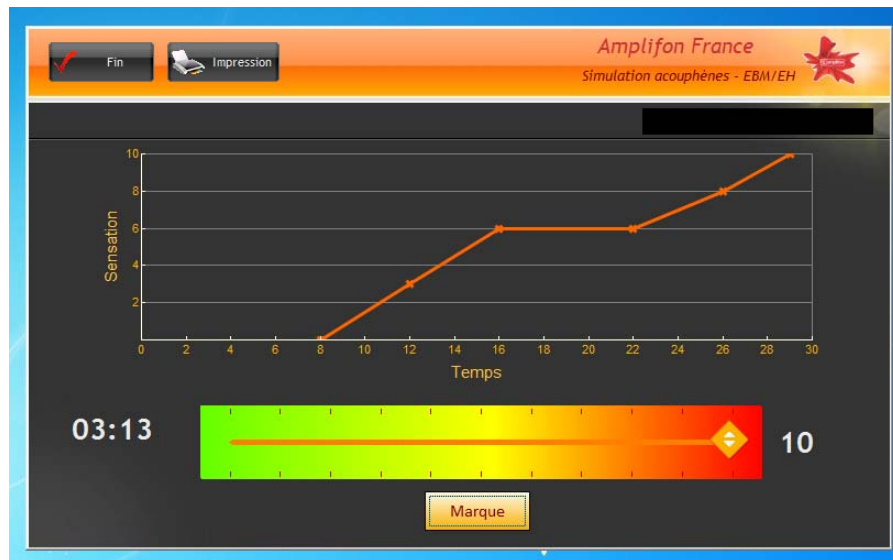 Fin
Impression
Amplifon France
Simulation acouphènes - EBM/EH
10
8
6
4
2
Sensation
0 2 4 6 8 10 12 14 16 18 20 22 24 26 28 30
Temps
03:13
10
Marque